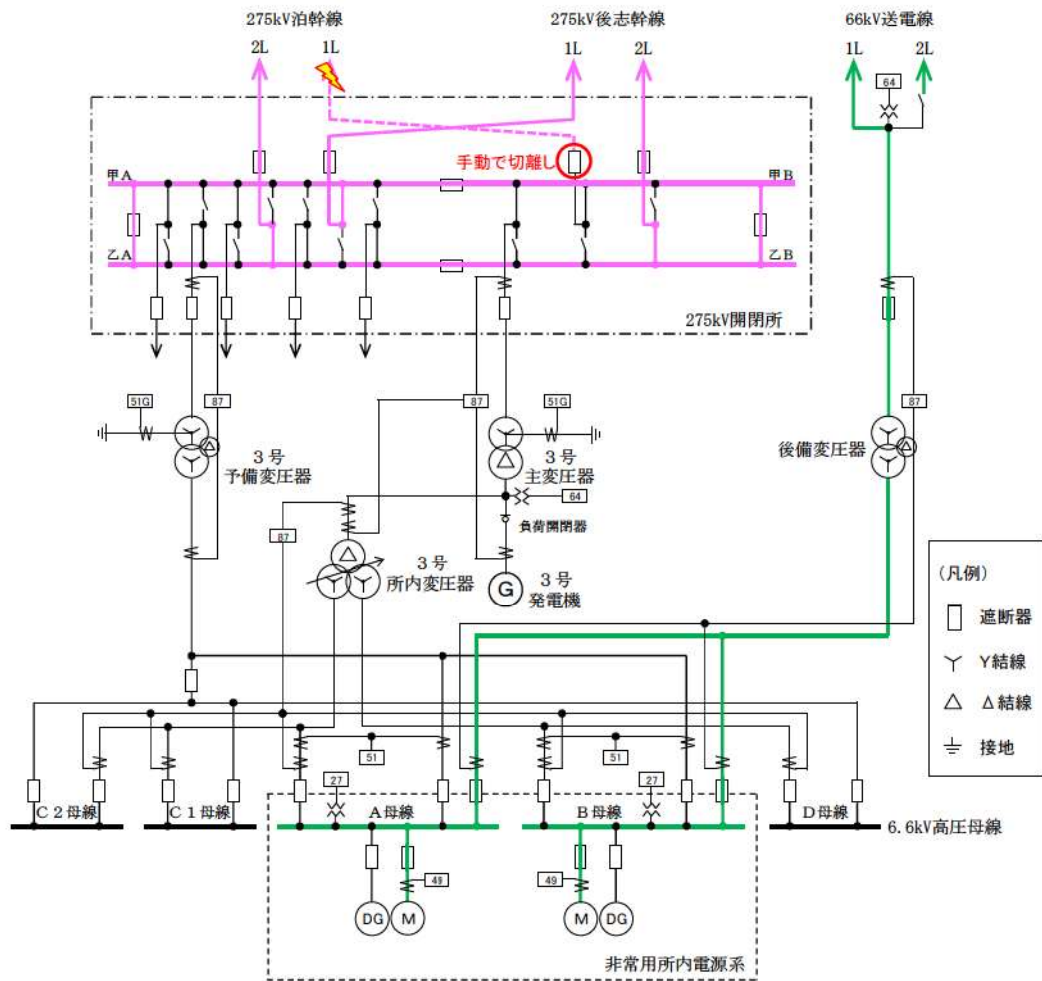 275kV泊幹線
275kV後志幹線
66kV送電線
2L
1L
1L
2L
1L
2L
64
手動で切離し
甲A
甲B
乙A
乙B
275kV開閉所
51G
87
87
51G
87
3号
予備変圧器
3号
主変圧器
後備変圧器
64
87
負荷開閉器
3号
所内変圧器
G
3号
発電機
(凡例)
遮断器
Y結線
Δ結線
接地
51
51
27
27
C2母線
C1母線
A母線
B母線
D母線
6.6kV高圧母線
49
49
DG
M
M
DG
非常用所内電源系